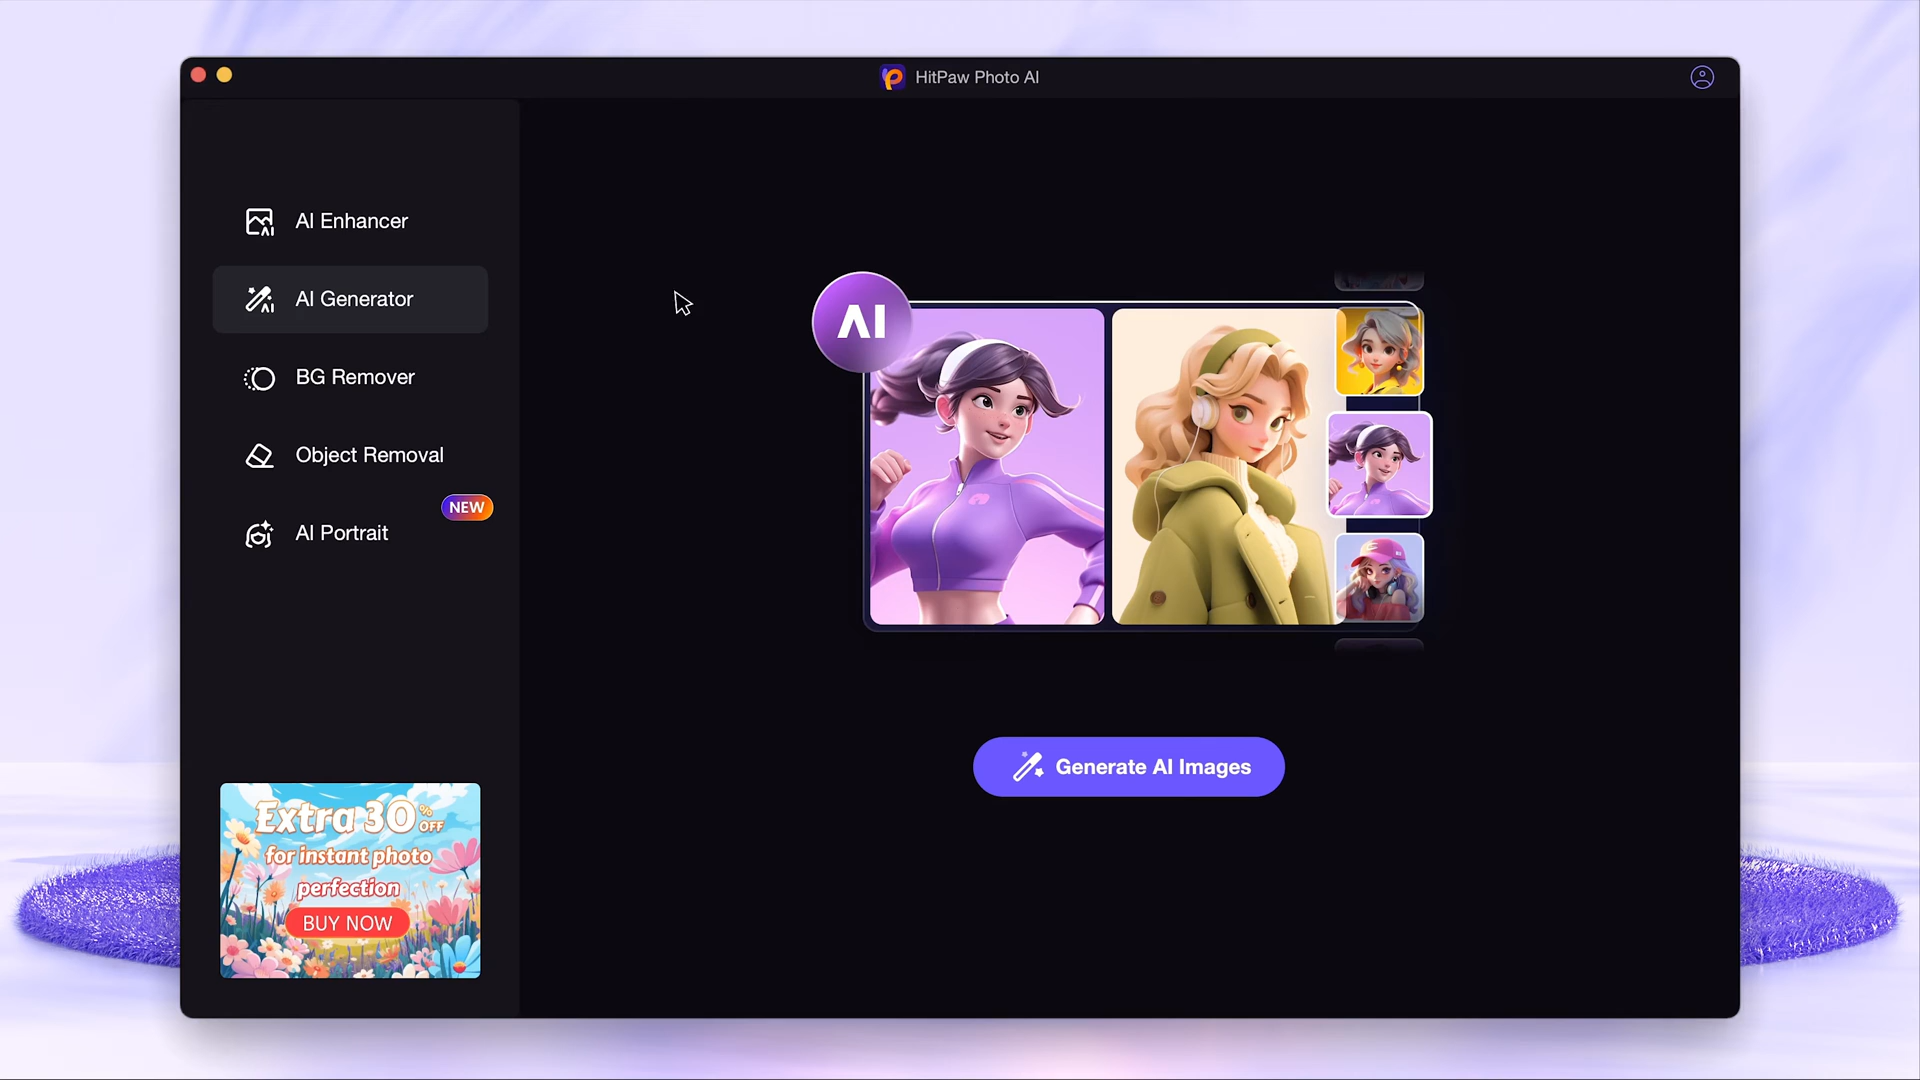 HitPaw Photo AI
AI Enhancer
AI Generator
BG Remover
Object Removal
NEW
AI Portrait
AI
Generate AI Images
Extra 30% OFF
for instant photo
perfection
BUY NOW